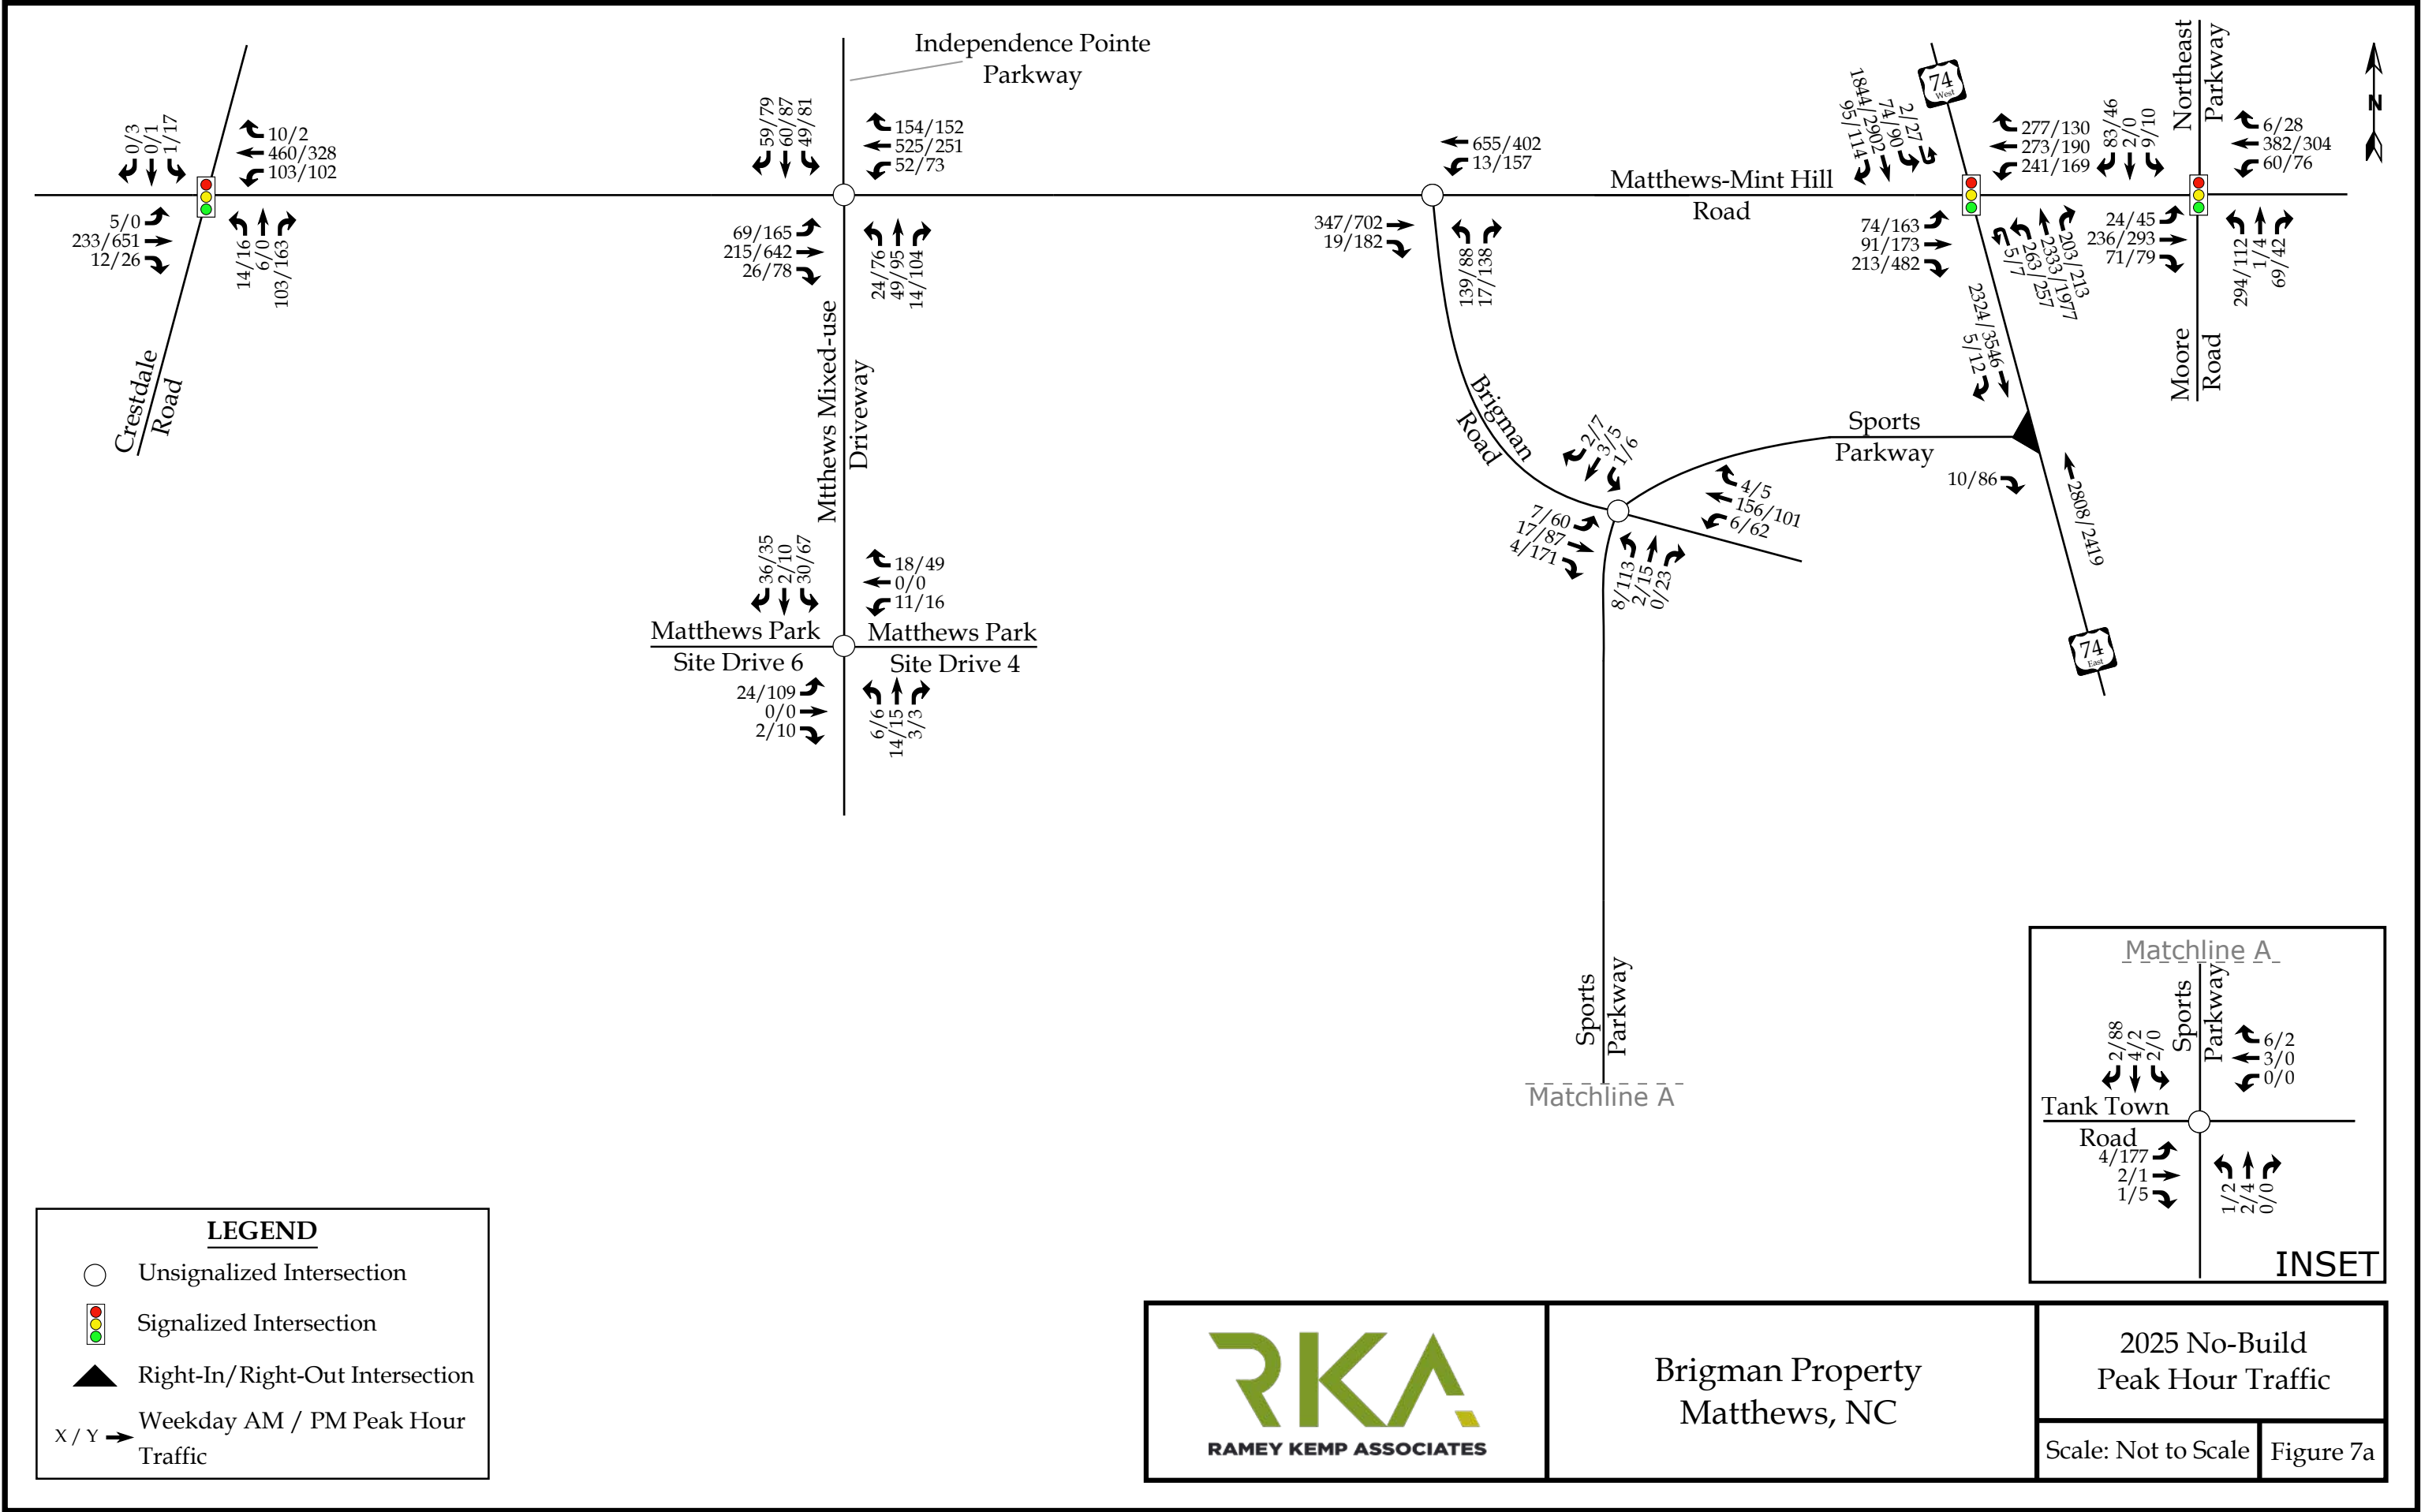 Independence Pointe
Parkway
Northeast
Parkway
74
West
N
0/3
0/1
1/17
10/2
460/328
103/102
5/0
233/651
12/26
14/16
6/0
103/163
Crestdale
Road
59/79
60/87
49/81
154/152
525/251
52/73
69/165
215/642
26/78
24/76
49/95
14/104
Mtthews Mixed-use
Driveway
655/402
13/157
347/702
19/182
139/88
17/138
Matthews-Mint Hill
Road
95/114
1844/2902
74/90
2/27
277/130
273/190
241/169
74/163
91/173
213/482
5/7
263/257
2333/1977
203/213
83/46
2/0
9/10
6/28
382/304
60/76
24/45
236/293
71/79
294/112
1/4
69/42
Moore
Road
2324/3546
5/12
Sports
Parkway
10/86
2808/2419
74
East
Brigman
Road
2/7
3/5
1/6
4/5
156/101
6/62
7/60
17/87
4/171
8/113
2/15
0/23
36/35
2/10
30/67
18/49
0/0
11/16
Matthews Park
Site Drive 6
Matthews Park
Site Drive 4
24/109
0/0
2/10
6/6
14/15
3/3
Sports
Parkway
Matchline A
Matchline A
Sports
Parkway
2/88
4/2
2/0
6/2
3/0
0/0
Tank Town
Road
4/177
2/1
1/5
1/2
2/4
0/0
INSET
LEGEND
Unsignalized Intersection
Signalized Intersection
Right-In/Right-Out Intersection
X / Y
Weekday AM / PM Peak Hour
Traffic
RKA
RAMEY KEMP ASSOCIATES
Brigman Property
Matthews, NC
2025 No-Build
Peak Hour Traffic
Scale: Not to Scale
Figure 7a